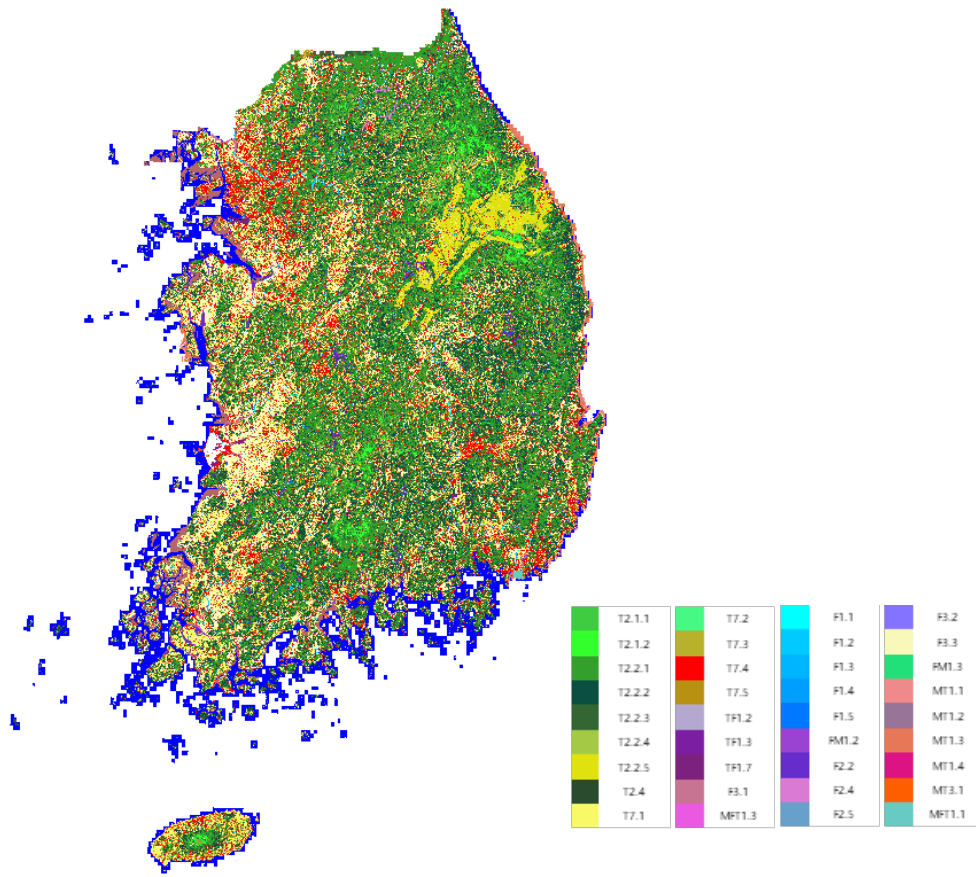 T2.1.1 T7.2 F1.1 F3.2
T2.1.2 T7.3 F1.2 F3.3
T2.2.1 T7.4 F1.3 FM1.3
T2.2.2 T7.5 F1.4 MT1.1
T2.2.3 TF1.2 F1.5 MT1.2
T2.2.4 TF1.3 FM1.2 MT1.3
T2.2.5 TF1.7 F2.2 MT1.4
T2.4 F3.1 F2.4 MT3.1
T7.1 MFT1.3 F2.5 MFT1.1